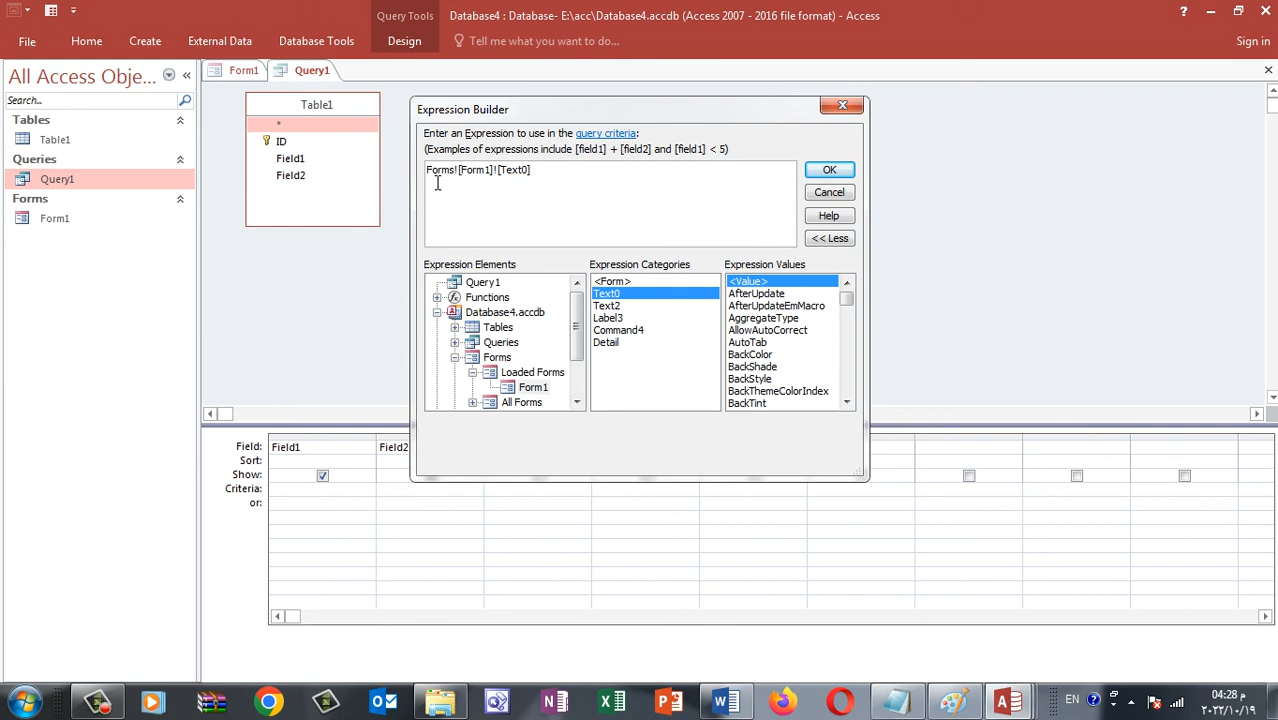 Query Tools
Database4 : Database- E:\acc\Database4.accdb (Access 2007 - 2016 file format) - Access
?
File
Home
Create
External Data
Database Tools
Design
Tell me what you want to do...
Sign in
All Access Obje...
Form1
Query1
Search...
Tables
Table1
Queries
Query1
Forms
Form1
Table1
*
ID
Field1
Field2
Expression Builder
Enter an Expression to use in the query criteria:
(Examples of expressions include [field1] + [field2] and [field1] < 5)
Forms![Form1]![Text0]
OK
Cancel
Help
<< Less
Expression Elements
Query1
Functions
Database4.accdb
Tables
Queries
Forms
Loaded Forms
Form1
All Forms
Expression Categories
<Form>
Text0
Text2
Label3
Command4
Detail
Expression Values
<Value>
AfterUpdate
AfterUpdateEmMacro
AggregateType
AllowAutoCorrect
AutoTab
BackColor
BackShade
BackStyle
BackThemeColorIndex
BackTint
Field: Field1 Field2
Sort:
Show:
Criteria:
or:
EN
م 04:28
٢٠٢٢/١٠/١٩